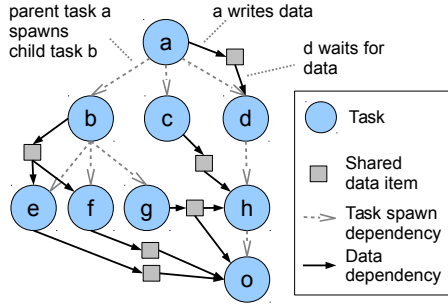 parent task a
spawns
child task b
a writes data
d waits for
data
a
b
c
d
e
f
g
h
o
Task
Shared
data item
Task spawn
dependency
Data
dependency